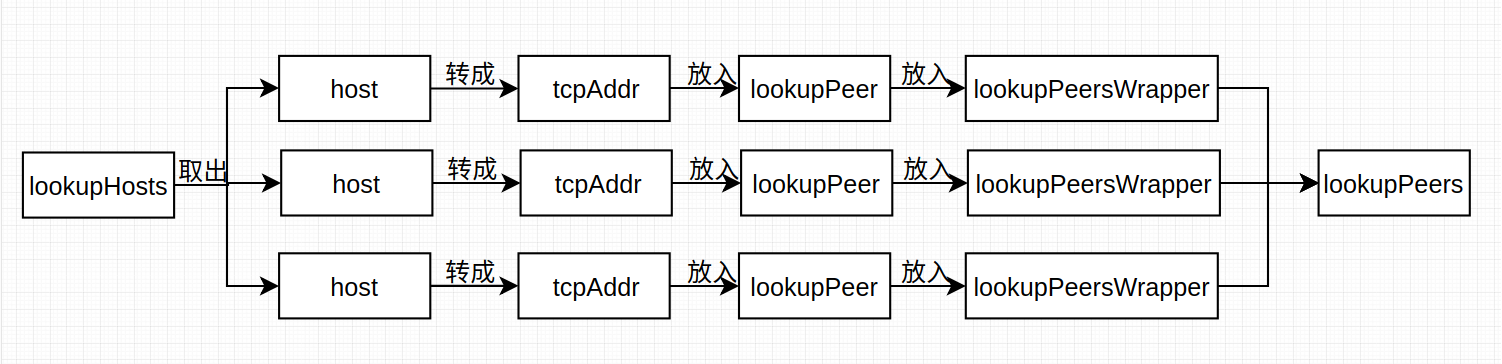 转成
放入
放入
host
tcpAddr
lookupPeer
lookupPeersWrapper
取出
lookupHosts
转成
放入
放入
host
tcpAddr
lookupPeer
lookupPeersWrapper
lookupPeers
转成
放入
放入
host
tcpAddr
lookupPeer
lookupPeersWrapper